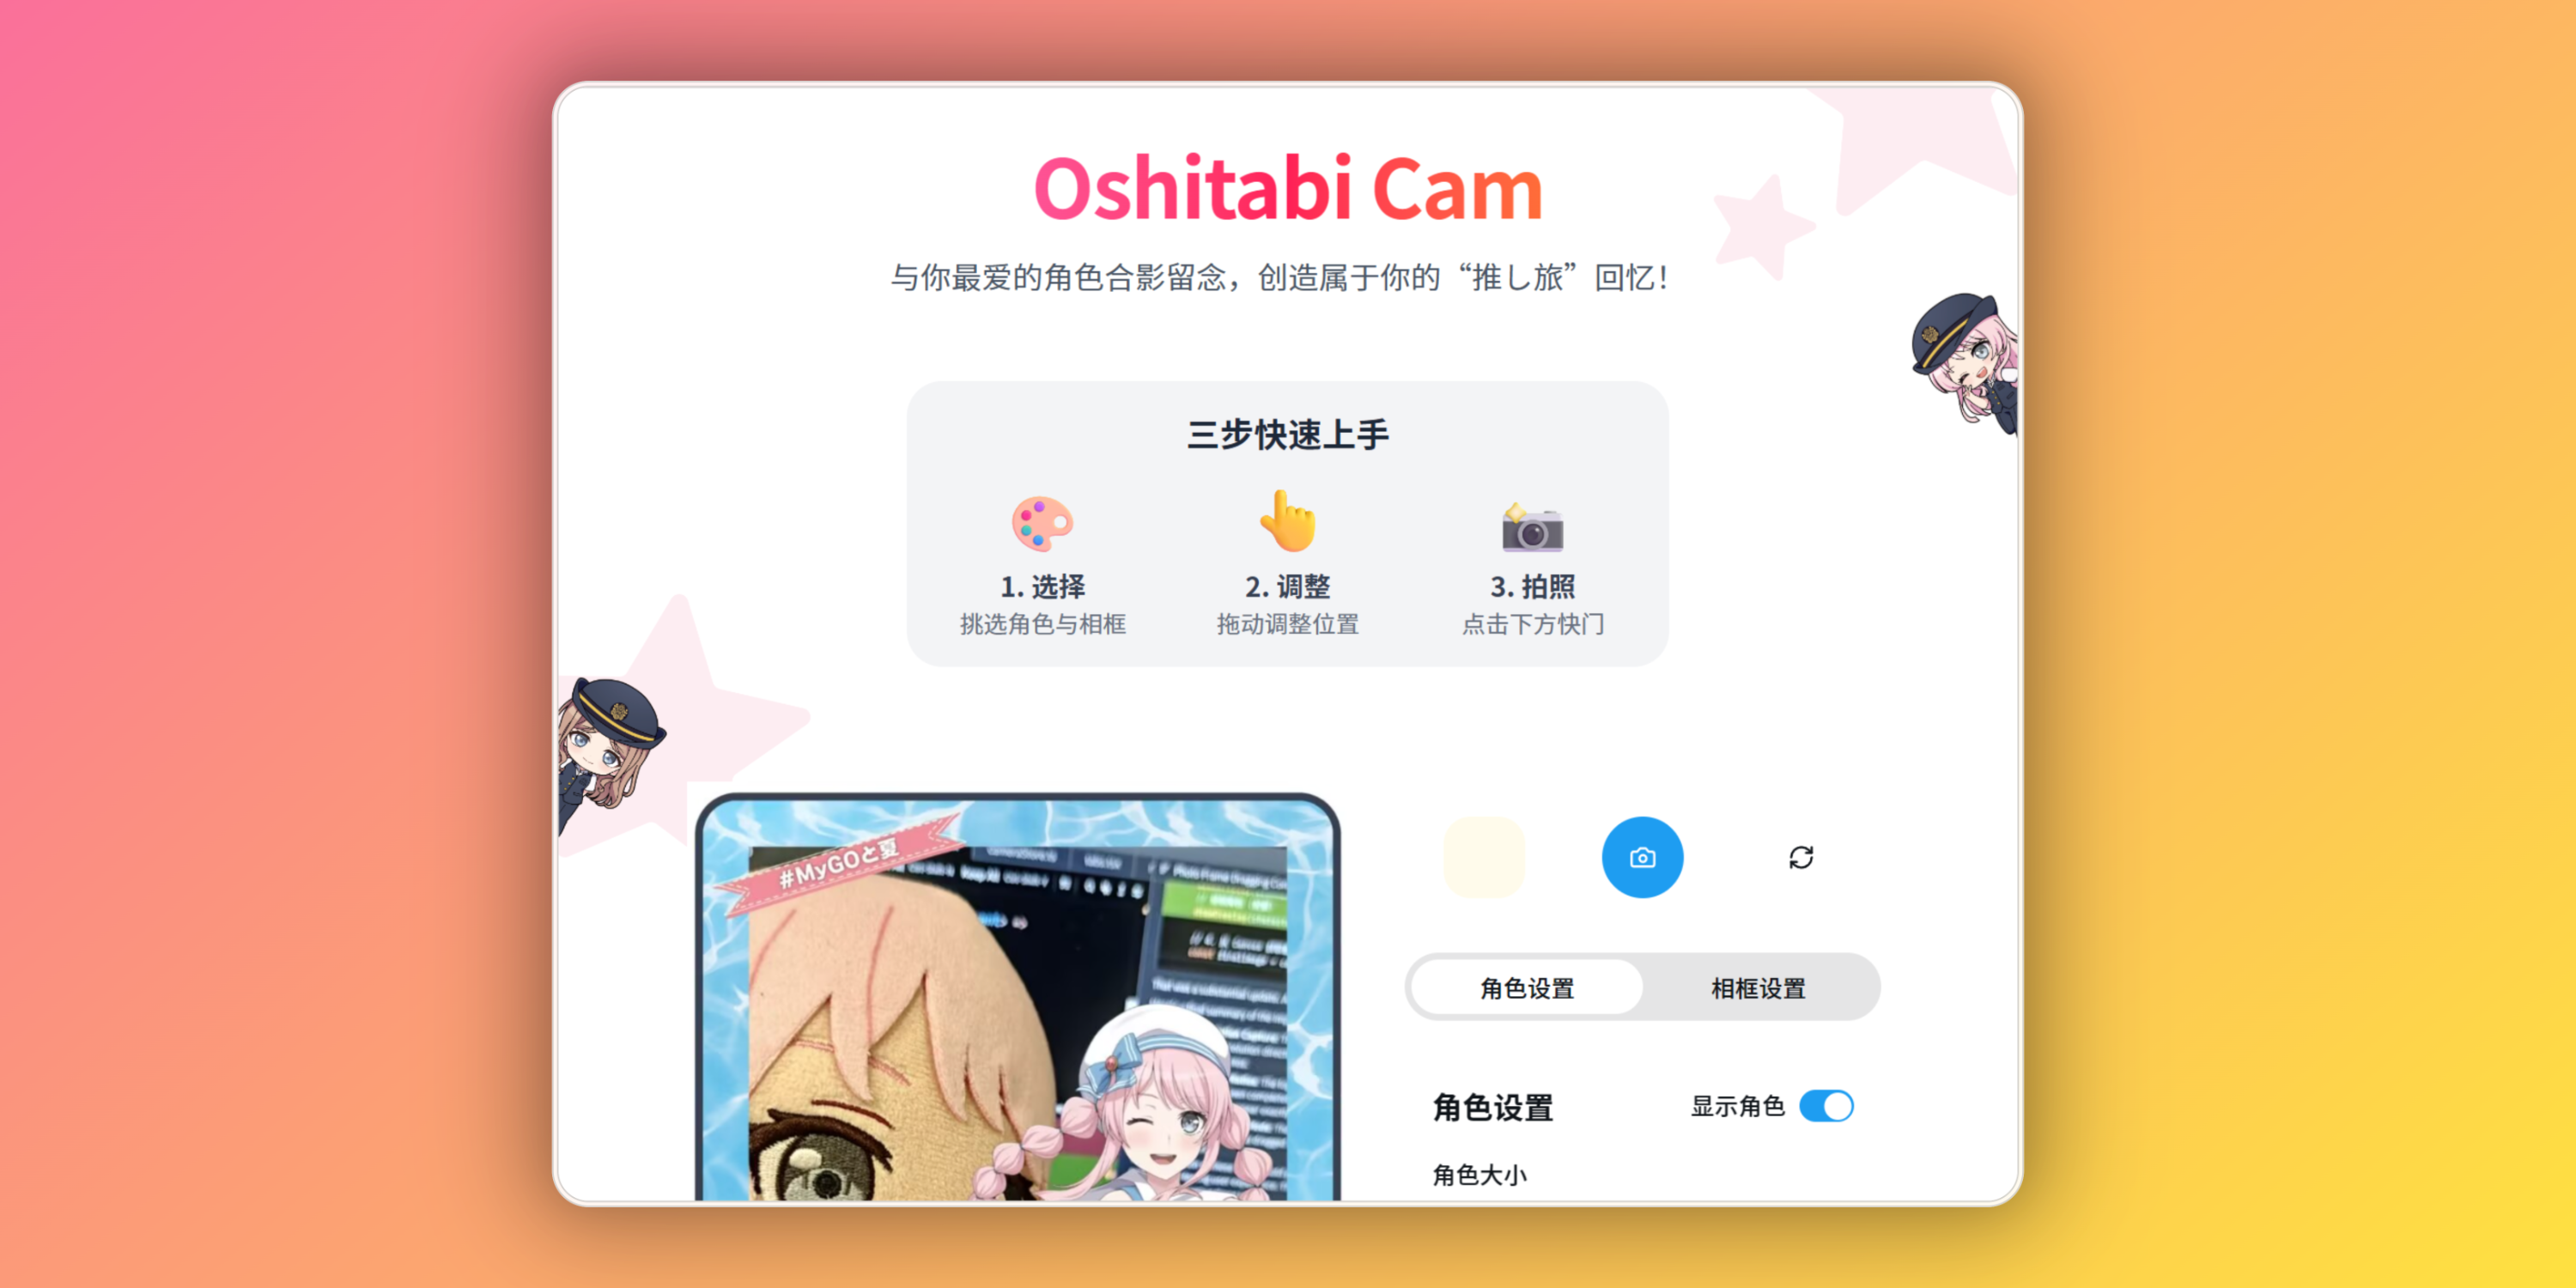 Oshitabi Cam
与你最爱的角色合影留念，创造属于你的“推し旅”回忆！
三步快速上手
1. 选择
挑选角色与相框
2. 调整
拖动调整位置
3. 拍照
点击下方快门
#MyGOと夏
角色设置
相框设置
角色设置
显示角色
角色大小